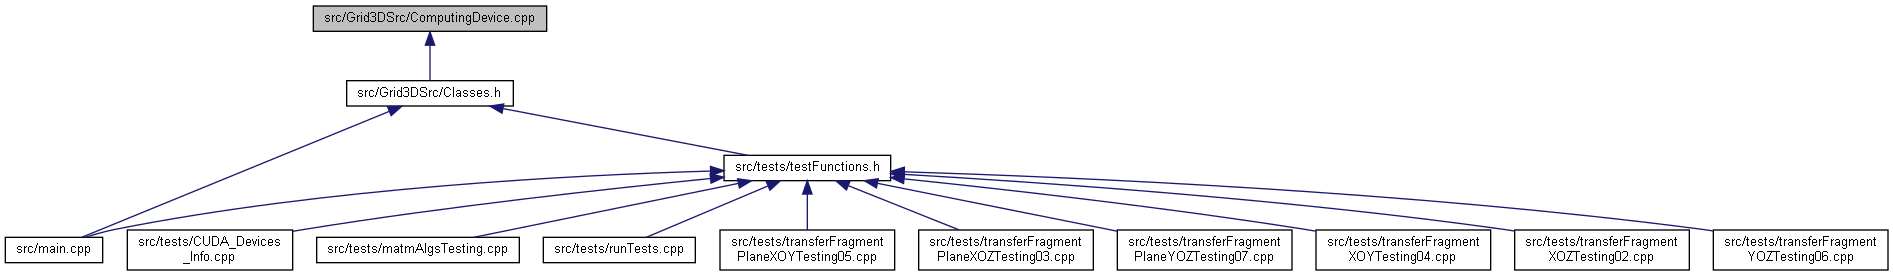 src/Grid3DSrc/ComputingDevice.cpp
src/Grid3DSrc/Classes.h
src/tests/testFunctions.h
src/main.cpp
src/tests/CUDA_Devices
_Info.cpp
src/tests/matmAlgsTesting.cpp
src/tests/runTests.cpp
src/tests/transferFragment
PlaneXOYTesting05.cpp
src/tests/transferFragment
PlaneXOZTesting03.cpp
src/tests/transferFragment
PlaneYOZTesting07.cpp
src/tests/transferFragment
XOYTesting04.cpp
src/tests/transferFragment
XOZTesting02.cpp
src/tests/transferFragment
YOZTesting06.cpp